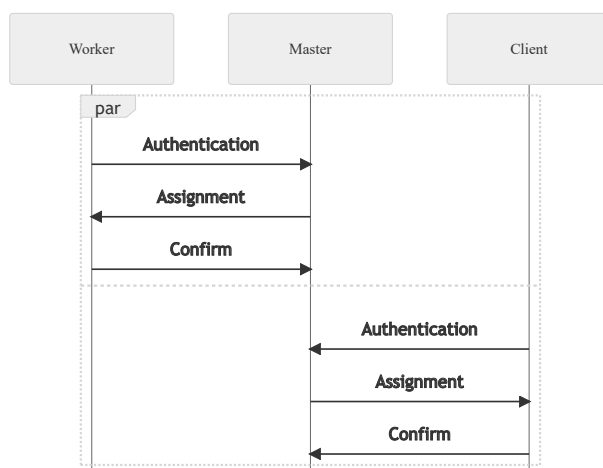 Worker
Master
Client
par
Authentication
Assignment
Confirm
Authentication
Assignment
Confirm